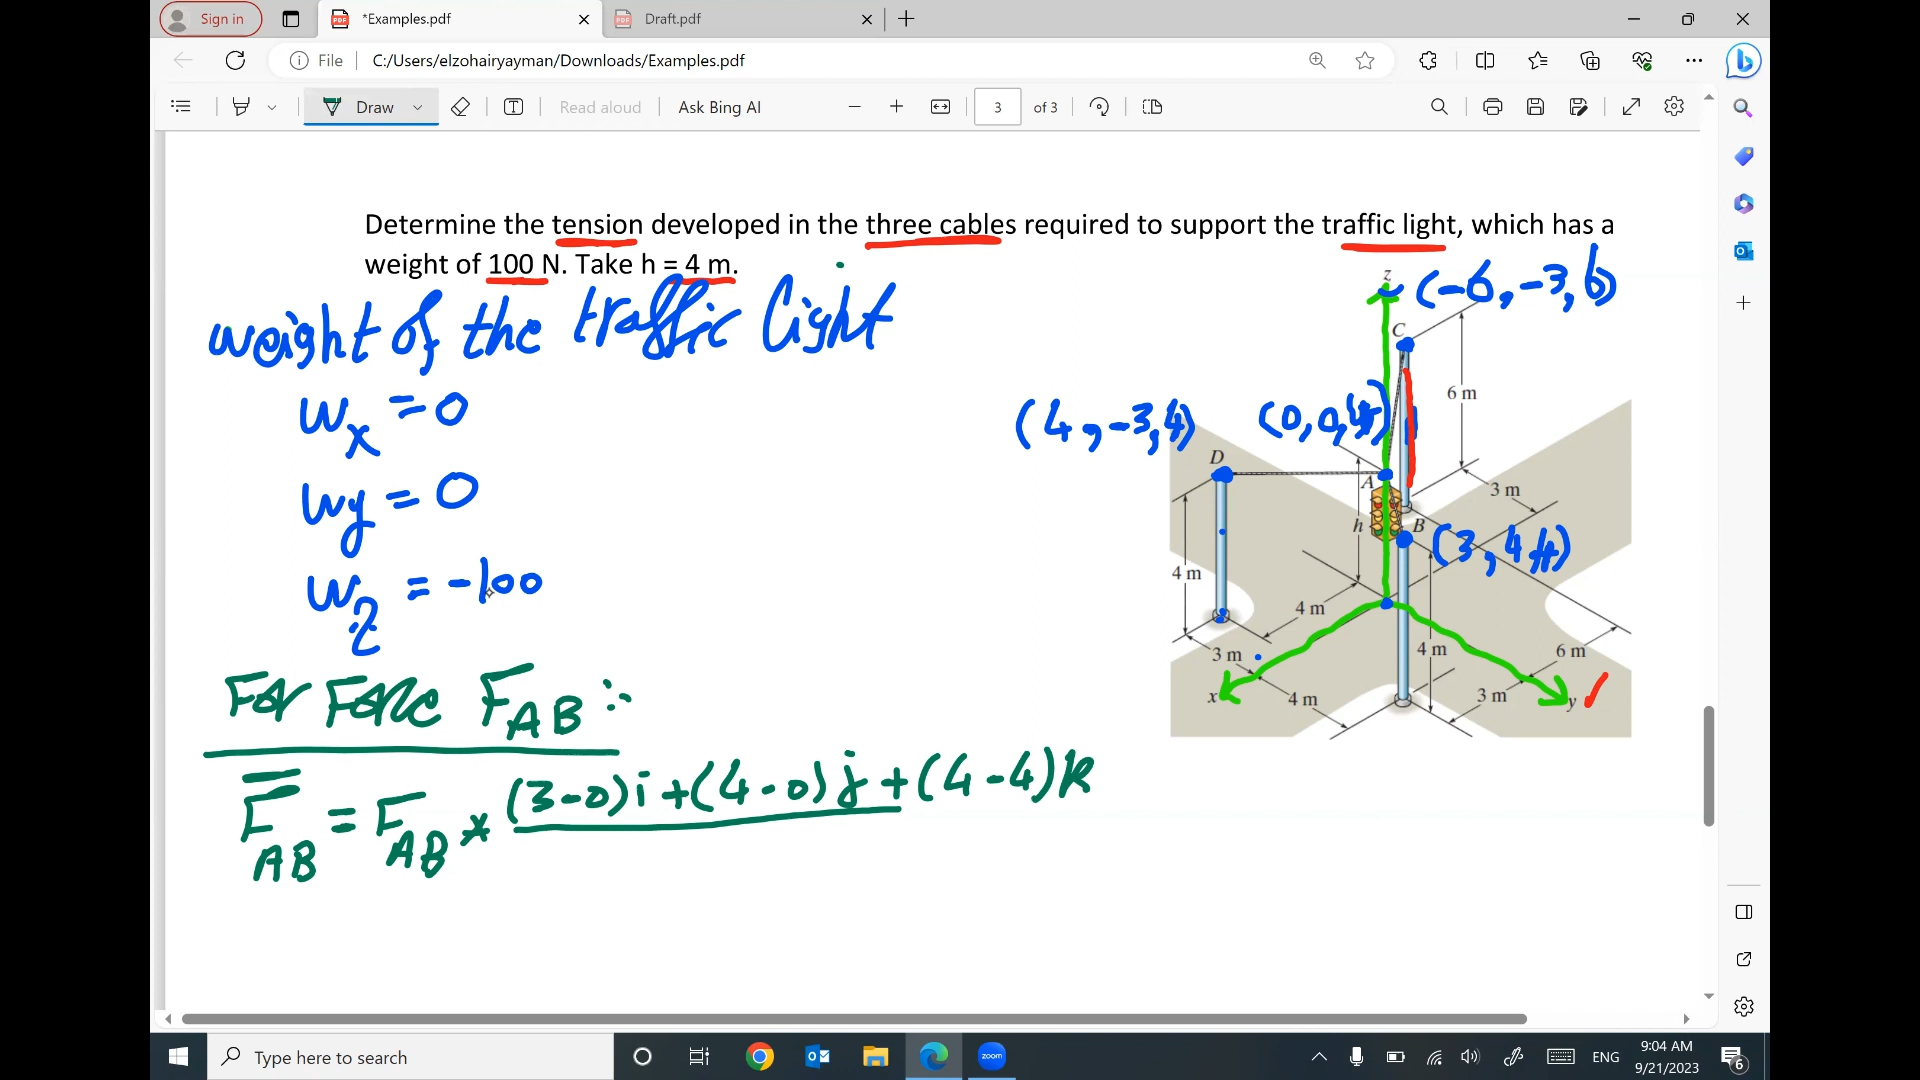 Sign in
*Examples.pdf
Draft.pdf
File
C:/Users/elzohairyayman/Downloads/Examples.pdf
Draw
Read aloud
Ask Bing AI
3
of 3
Determine the tension developed in the three cables required to support the traffic light, which has a
weight of 100 N. Take h = 4 m.
weight of the traffic light
Wx = 0
Wy = 0
Wz = -100
For Force FAB :
FAB = FAB * (3-0)i+(4-0)j+(4-4)k
z
(-6, -3, 6)
C
6 m
(4, -3, 4)
(0, 0, 4)
D
A
3 m
h
B
(3, 4, 4)
4 m
4 m
3 m
4 m
6 m
x
4 m
3 m
y
Type here to search
zoom
ENG
9:04 AM
9/21/2023
6